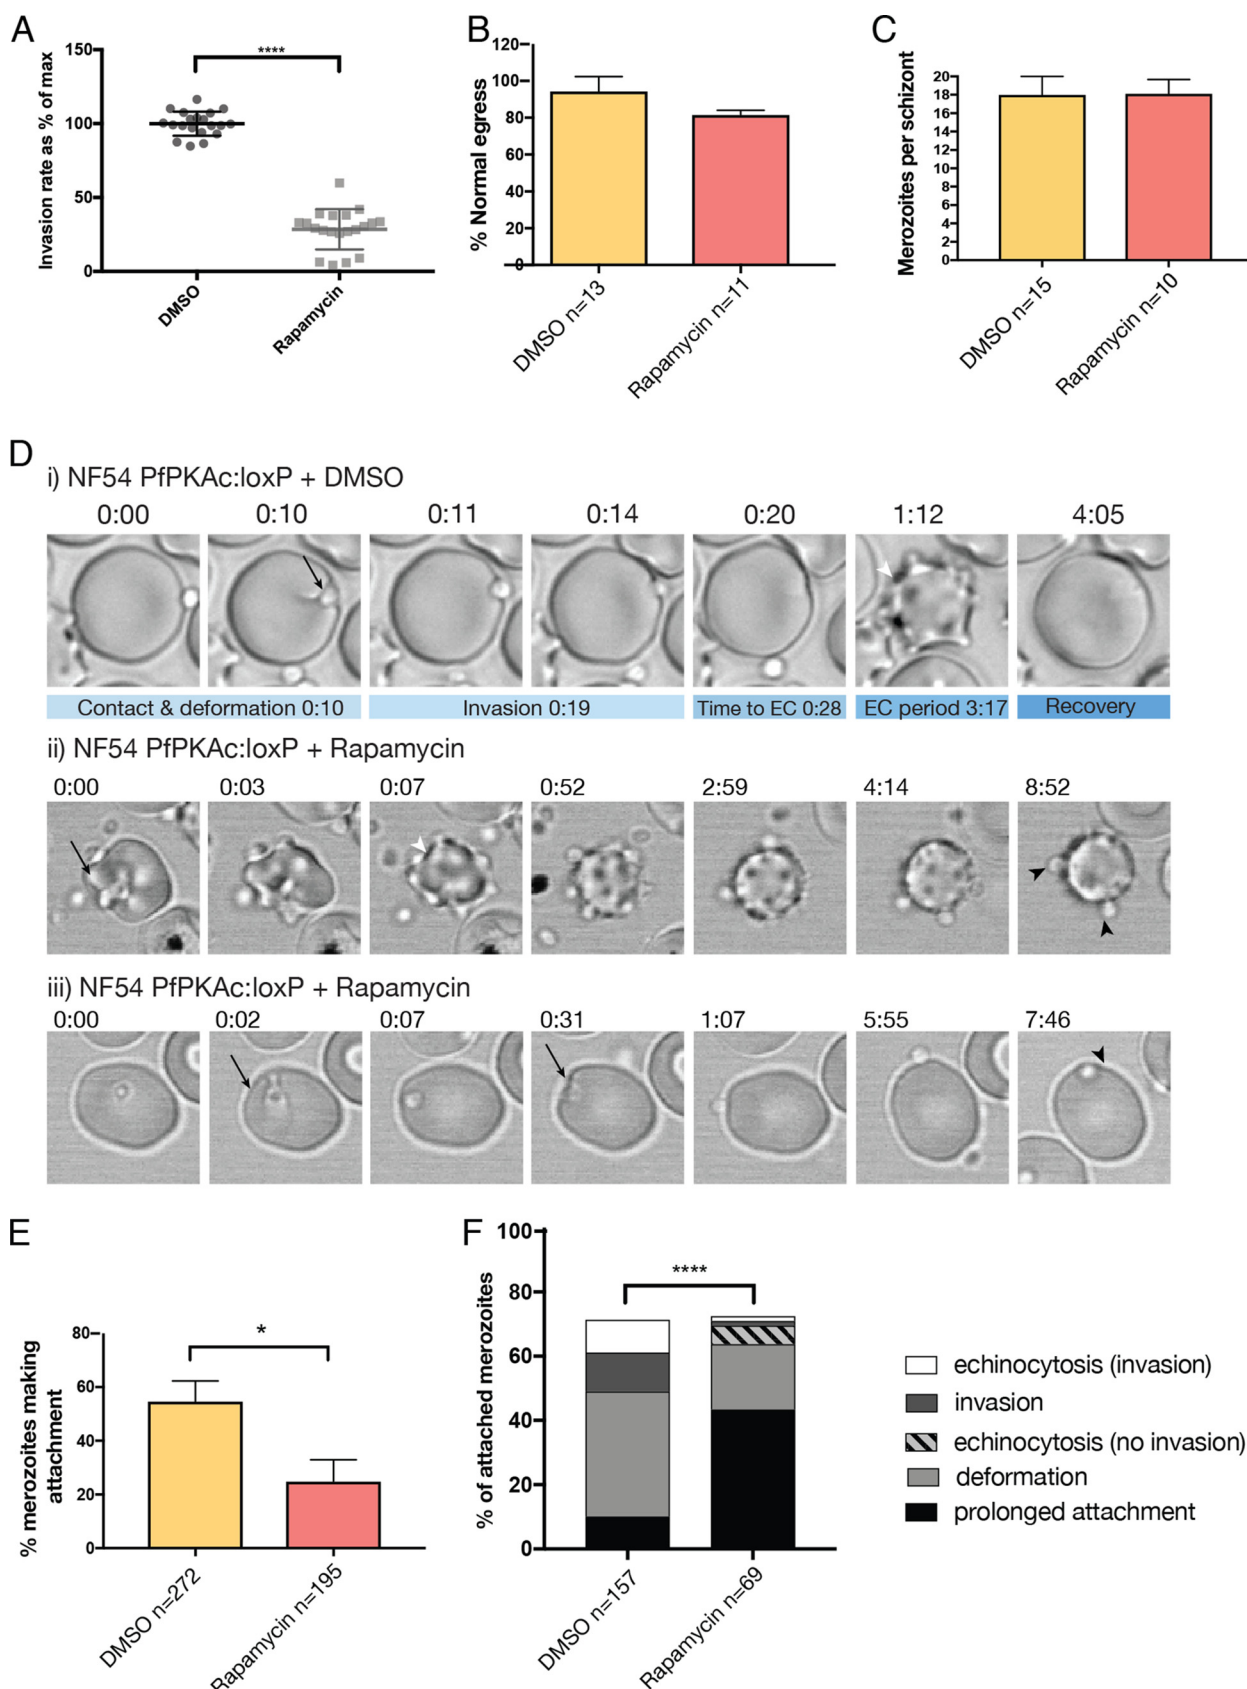 A
Invasion rate as % of max
150
100
50
0
****
DMSO
Rapamycin
B
% Normal egress
120
100
80
60
40
20
0
DMSO n=13
Rapamycin n=11
C
Merozoites per schizont
20
18
16
14
12
10
8
6
4
2
0
DMSO n=15
Rapamycin n=10
D
i) NF54 PfPKAc:loxP + DMSO
0:00 0:10 0:11 0:14 0:20 1:12 4:05
Contact & deformation 0:10 Invasion 0:19 Time to EC 0:28 EC period 3:17 Recovery
ii) NF54 PfPKAc:loxP + Rapamycin
0:00 0:03 0:07 0:52 2:59 4:14 8:52
iii) NF54 PfPKAc:loxP + Rapamycin
0:00 0:02 0:07 0:31 1:07 5:55 7:46
E
% merozoites making
attachment
80
60
40
20
0
*
DMSO n=272
Rapamycin n=195
F
% of attached merozoites
100
80
60
40
20
0
****
DMSO n=157
Rapamycin n=69
echinocytosis (invasion)
invasion
echinocytosis (no invasion)
deformation
prolonged attachment